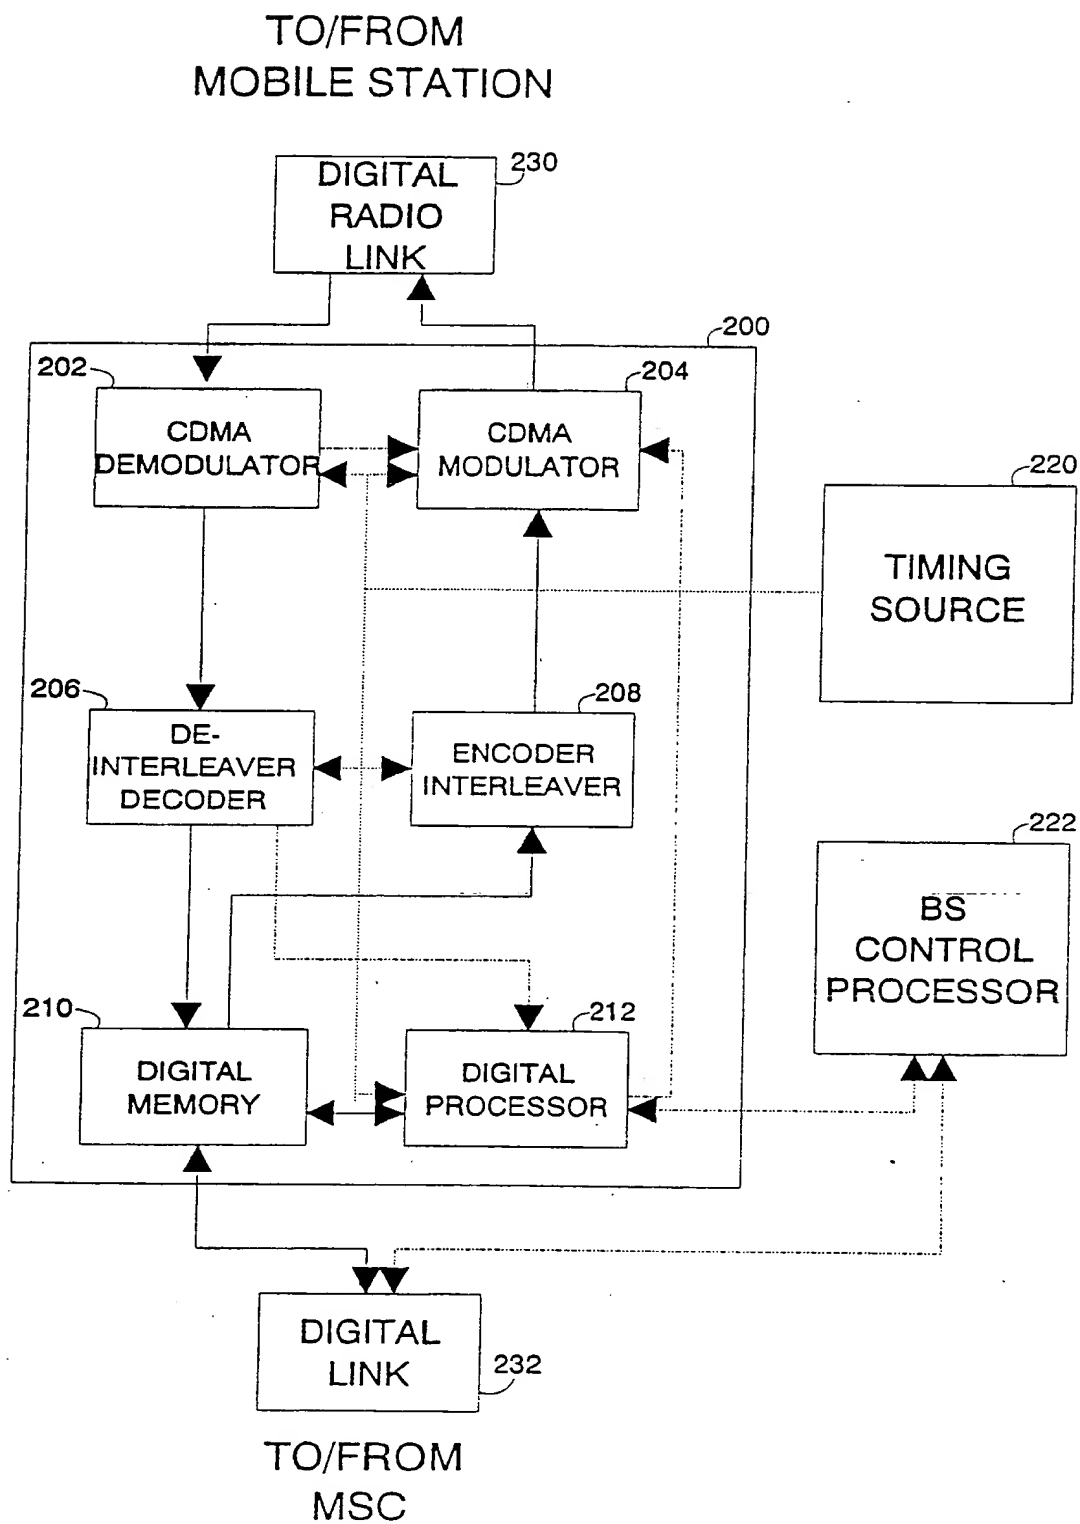 TO/FROM
MOBILE STATION
230
DIGITAL
RADIO
LINK
200
202
204
CDMA
DEMODULATOR
CDMA
MODULATOR
220
TIMING
SOURCE
206
208
DE-
INTERLEAVER
DECODER
ENCODER
INTERLEAVER
222
BS
CONTROL
PROCESSOR
210
212
DIGITAL
MEMORY
DIGITAL
PROCESSOR
DIGITAL
LINK
232
TO/FROM
MSC